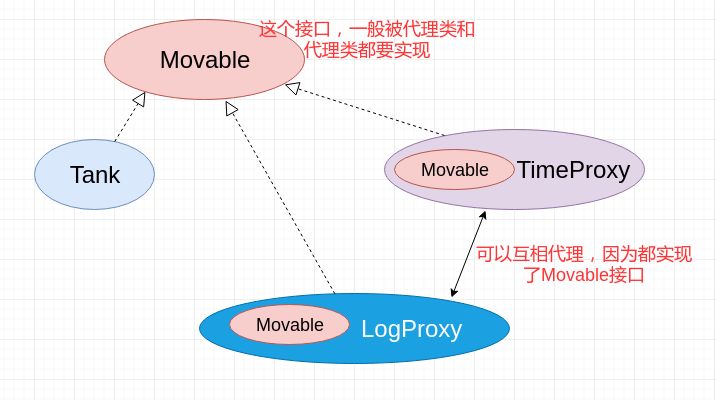 这个接口，一般被代理类和
代理类都要实现
Movable
Tank
Movable
TimeProxy
可以互相代理，因为都实现
了Movable接口
Movable
LogProxy